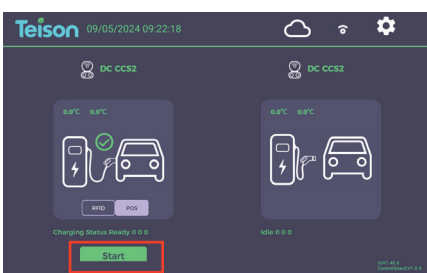 Teison 09/05/2024 09:22:18
DC CCS2
DC CCS2
0.0°C 0.0°C
0.0°C 0.0°C
RFID POS
Charging Status Ready 0 0 0
Idle 0 0 0
Start